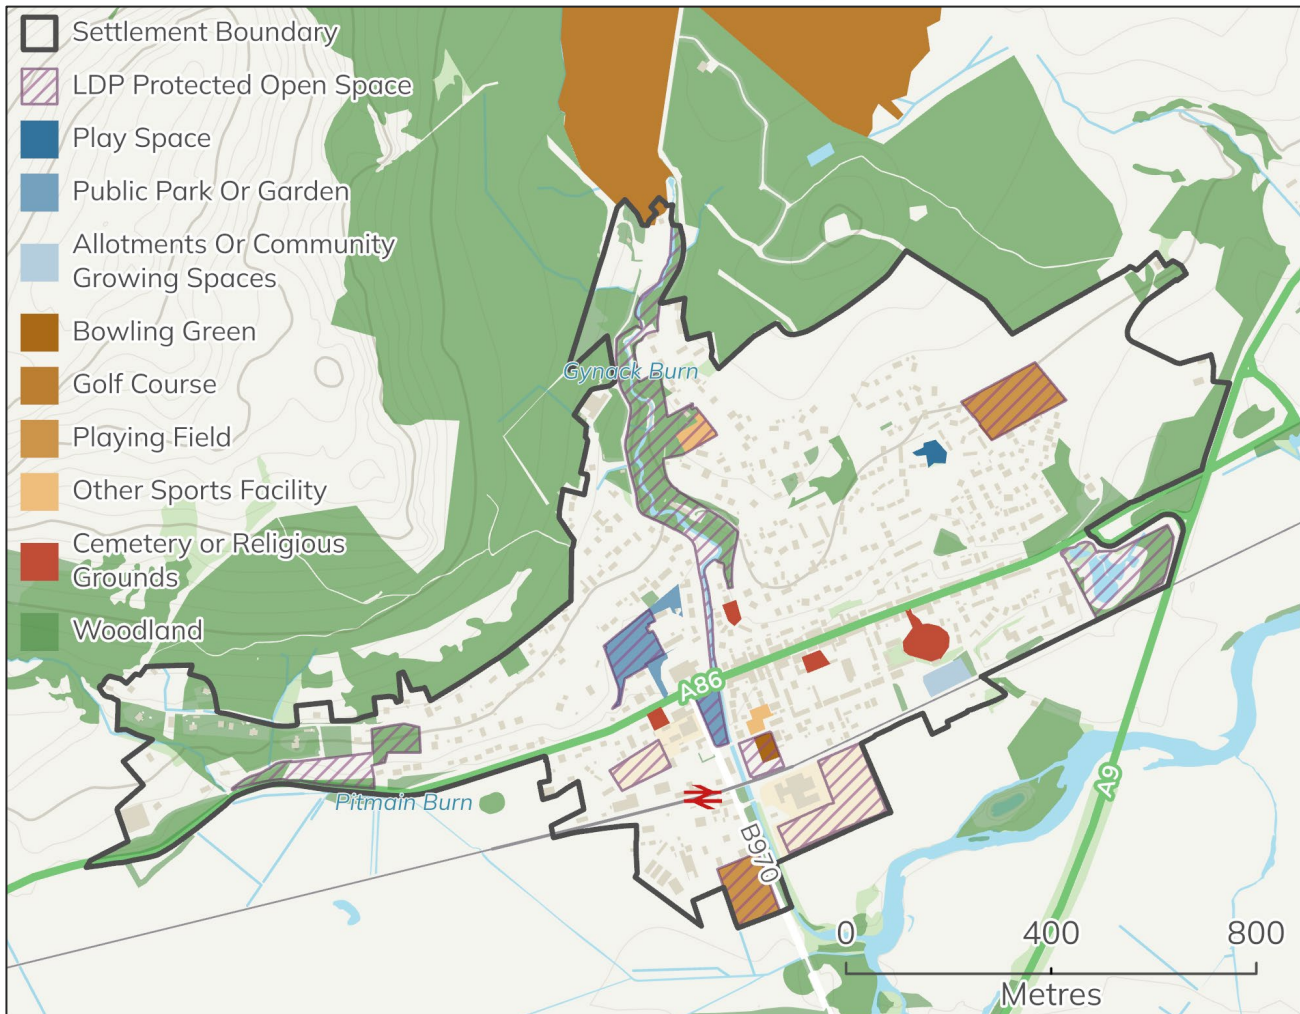 Settlement Boundary
LDP Protected Open Space
Play Space
Public Park Or Garden
Allotments Or Community
Growing Spaces
Bowling Green
Golf Course
Playing Field
Other Sports Facility
Cemetery or Religious
Grounds
Woodland
Gynack Burn
A86
Pitmain Burn
B970
A9
0 400 800
Metres